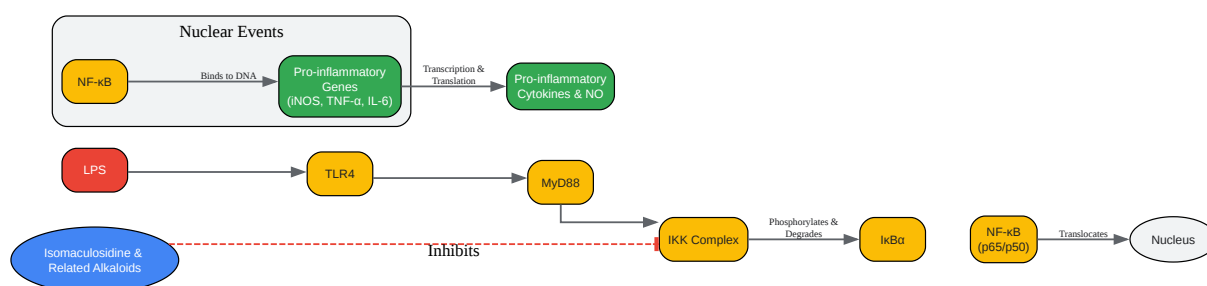 Nuclear Events
NF-κB
Binds to DNA
Pro-inflammatory
Genes
(iNOS, TNF-α, IL-6)
Transcription &
Translation
Pro-inflammatory
Cytokines & NO
LPS
TLR4
MyD88
Isomaculosidine &
Related Alkaloids
Inhibits
IKK Complex
Phosphorylates &
Degrades
IκBα
NF-κB
(p65/p50)
Translocates
Nucleus